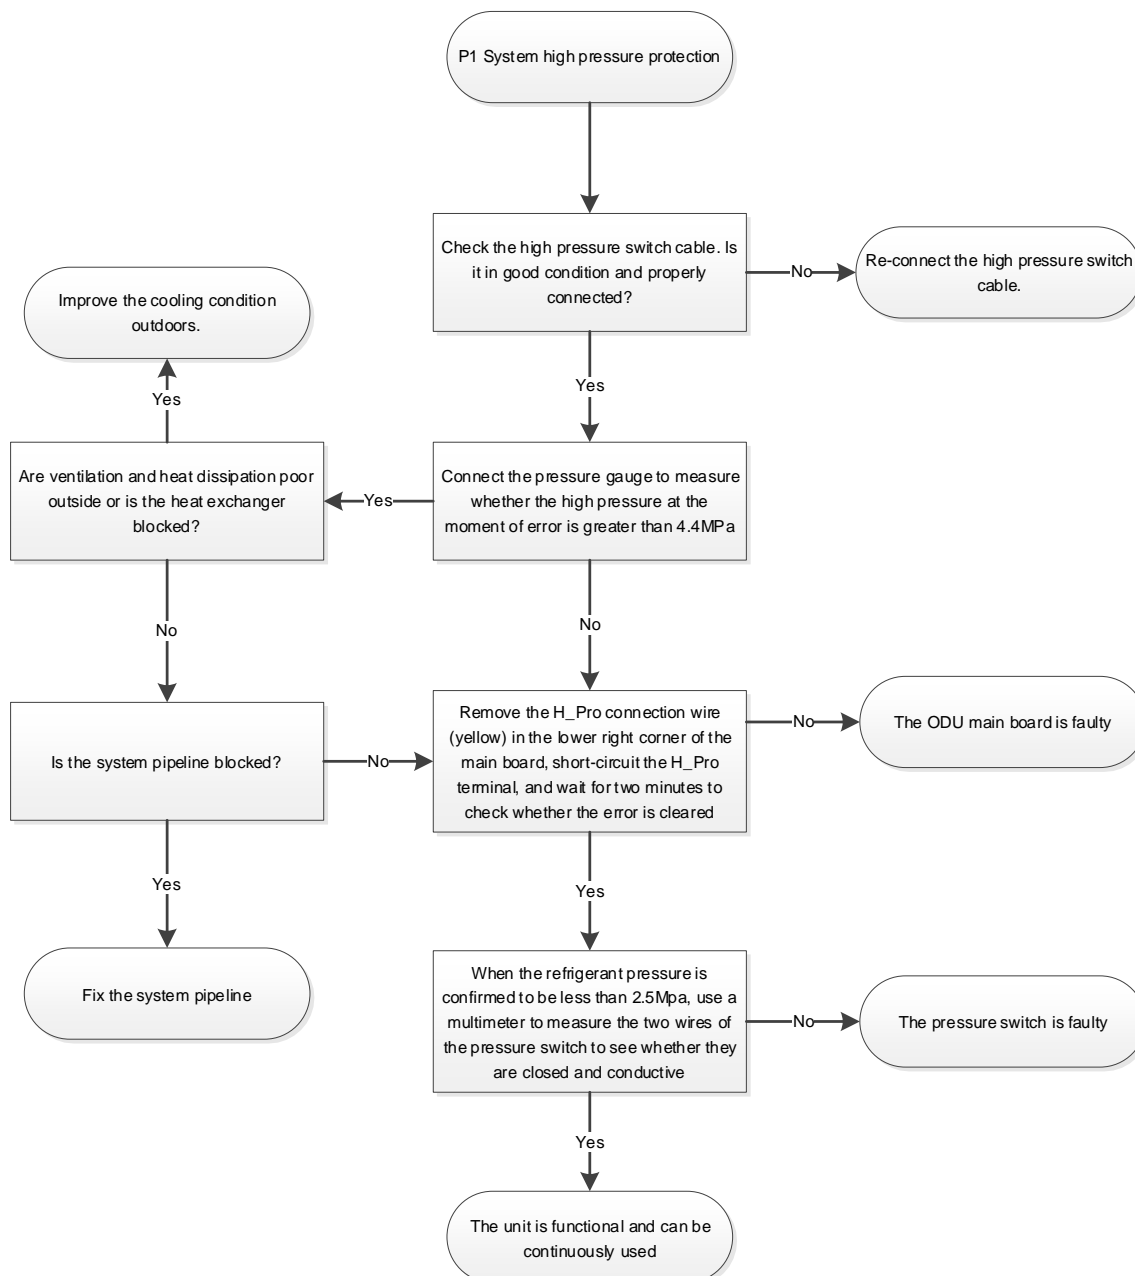 P1 System high pressure protection
Check the high pressure switch cable. Is
it in good condition and properly
connected?
No
Re-connect the high pressure switch
cable.
Improve the cooling condition
outdoors.
Yes
Yes
Are ventilation and heat dissipation poor
outside or is the heat exchanger
blocked?
Yes
Connect the pressure gauge to measure
whether the high pressure at the
moment of error is greater than 4.4MPa
No
No
Is the system pipeline blocked?
No
Remove the H_Pro connection wire
(yellow) in the lower right corner of the
main board, short-circuit the H_Pro
terminal, and wait for two minutes to
check whether the error is cleared
No
The ODU main board is faulty
Yes
Yes
Fix the system pipeline
When the refrigerant pressure is
confirmed to be less than 2.5Mpa, use a
multimeter to measure the two wires of
the pressure switch to see whether they
are closed and conductive
No
The pressure switch is faulty
Yes
The unit is functional and can be
continuously used